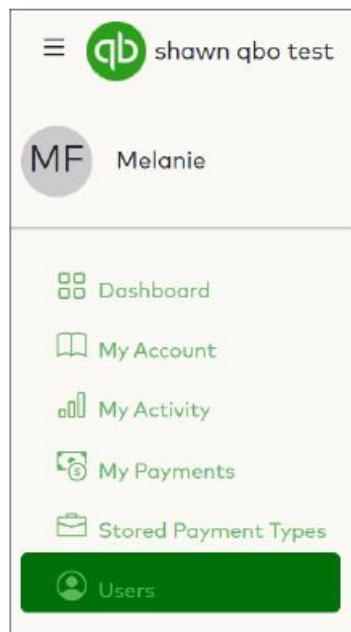 qb shawn qbo test
MF Melanie
Dashboard
My Account
My Activity
My Payments
Stored Payment Types
Users